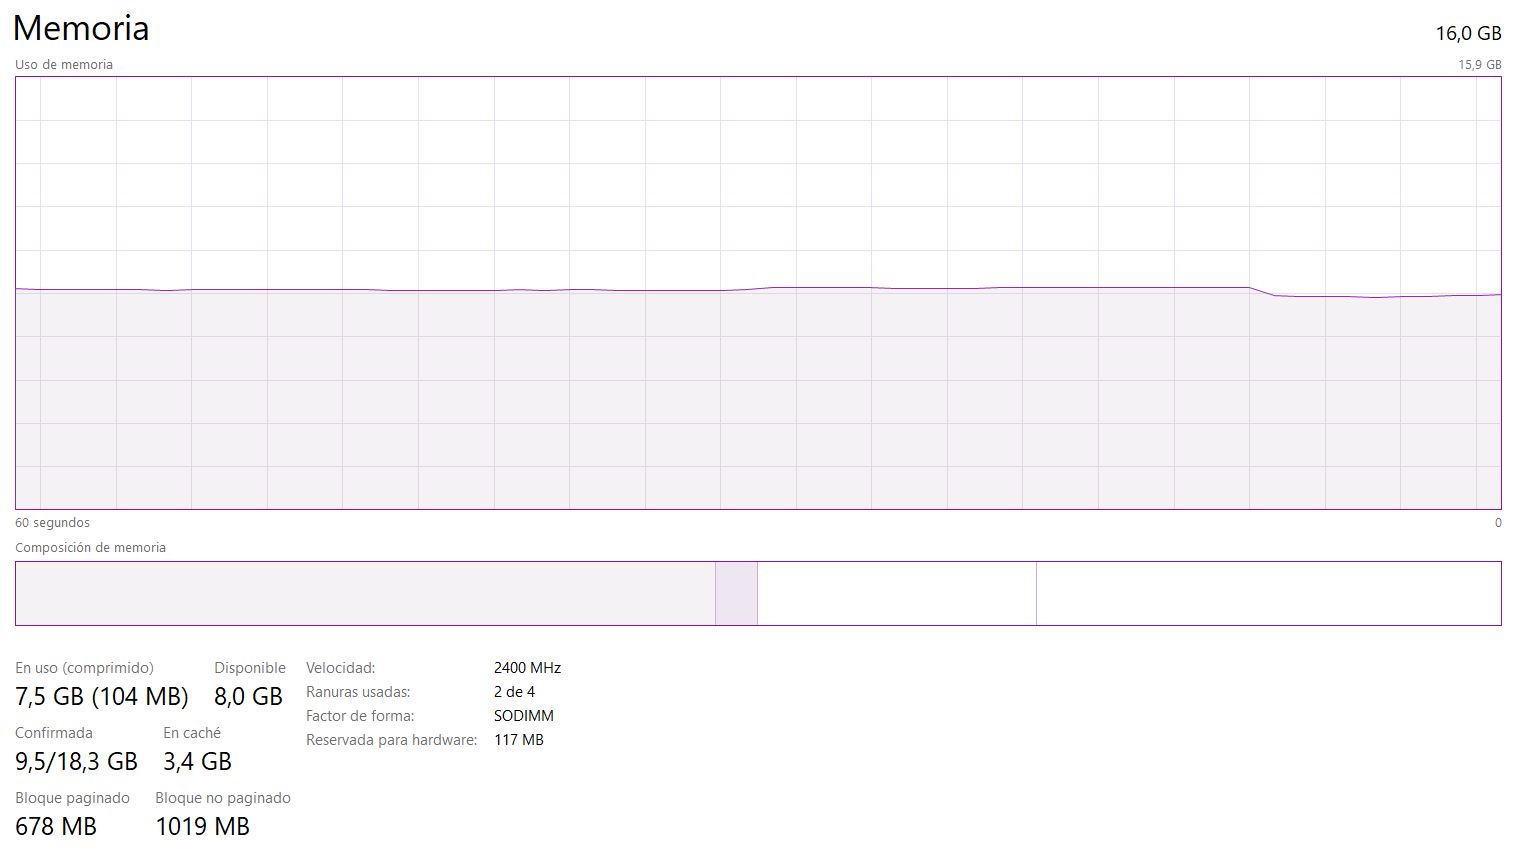 Memoria
16,0 GB
Uso de memoria
15,9 GB
60 segundos
0
Composición de memoria
En uso (comprimido)
7,5 GB (104 MB)
Disponible
8,0 GB
Confirmada
9,5/18,3 GB
En caché
3,4 GB
Bloque paginado
678 MB
Bloque no paginado
1019 MB
Velocidad: 2400 MHz
Ranuras usadas: 2 de 4
Factor de forma: SODIMM
Reservada para hardware: 117 MB